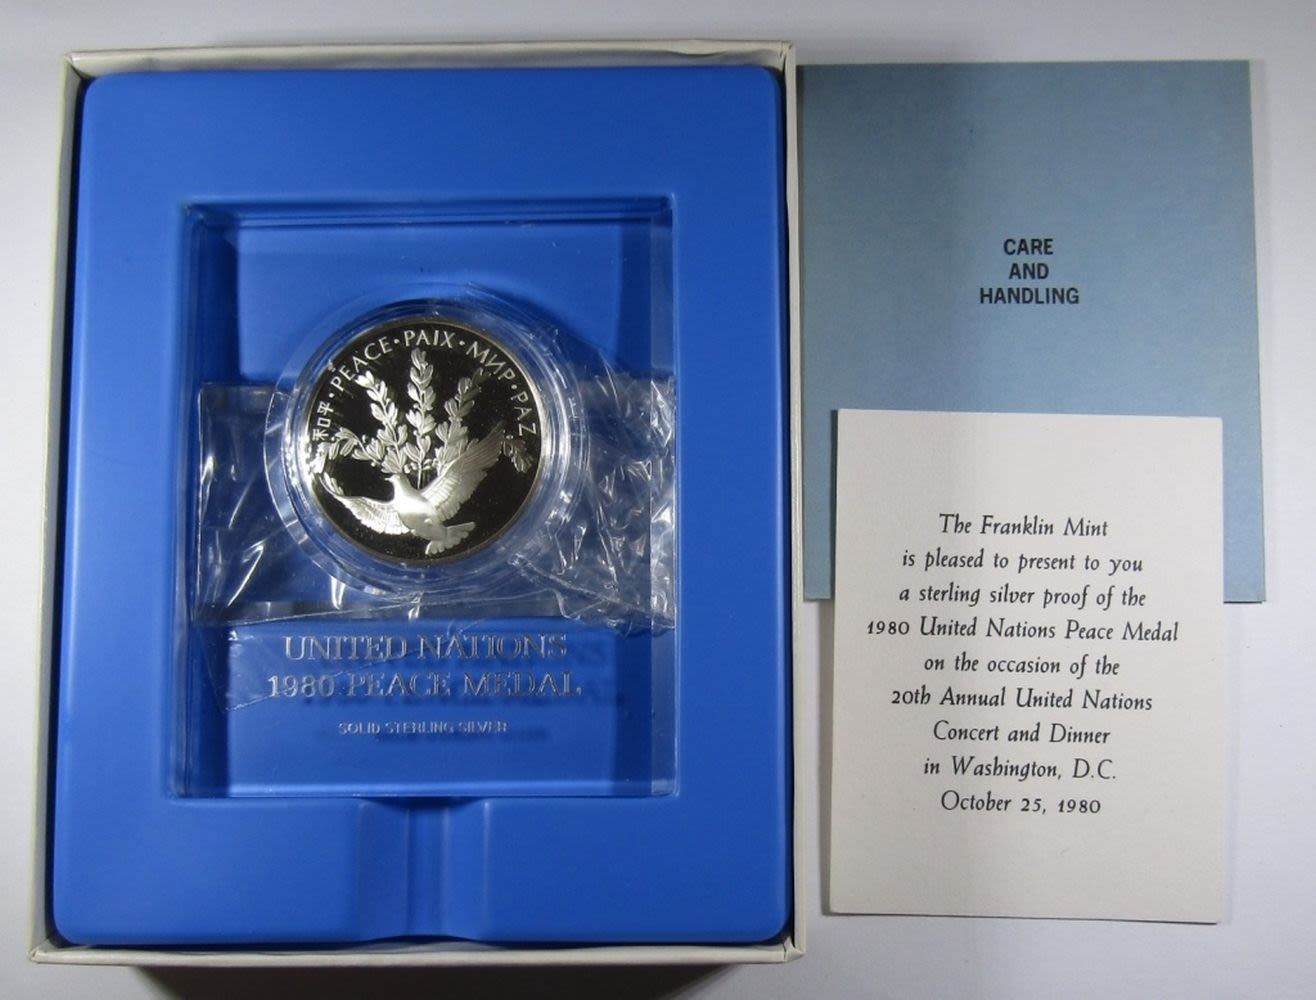 和平·PEACE·PAIX·МИР·PAZ
UNITED NATIONS
1980 PEACE MEDAL
SOLID STERLING SILVER
CARE
AND
HANDLING
The Franklin Mint
is pleased to present to you
a sterling silver proof of the
1980 United Nations Peace Medal
on the occasion of the
20th Annual United Nations
Concert and Dinner
in Washington, D.C.
October 25, 1980